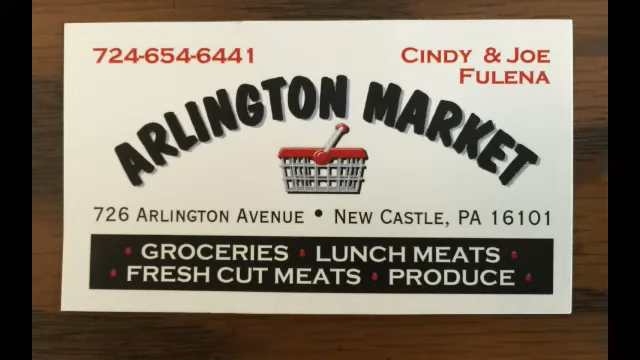 724-654-6441
CINDY & JOE
FULENA
ARLINGTON MARKET
726 ARLINGTON AVENUE • NEW CASTLE, PA 16101
• GROCERIES • LUNCH MEATS •
• FRESH CUT MEATS • PRODUCE •